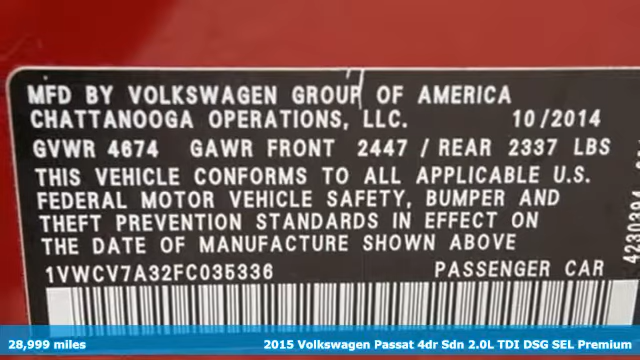 MFD BY VOLKSWAGEN GROUP OF AMERICA
CHATTANOOGA OPERATIONS, LLC. 10/2014
GVWR 4674 GAWR FRONT 2447 / REAR 2337 LBS
THIS VEHICLE CONFORMS TO ALL APPLICABLE U.S.
FEDERAL MOTOR VEHICLE SAFETY, BUMPER AND
THEFT PREVENTION STANDARDS IN EFFECT ON
THE DATE OF MANUFACTURE SHOWN ABOVE
1VWCV7A32FC035336 PASSENGER CAR
28,999 miles 2015 Volkswagen Passat 4dr Sdn 2.0L TDI DSG SEL Premium